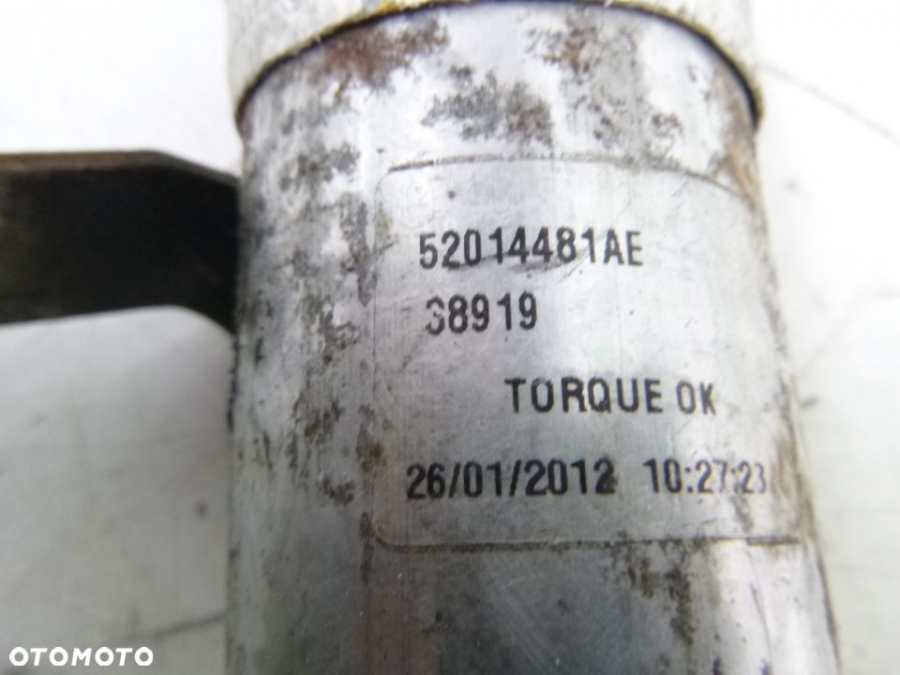 52014481AE
38919
TORQUE OK
26/01/2012 10:27:23
OTOMOTO